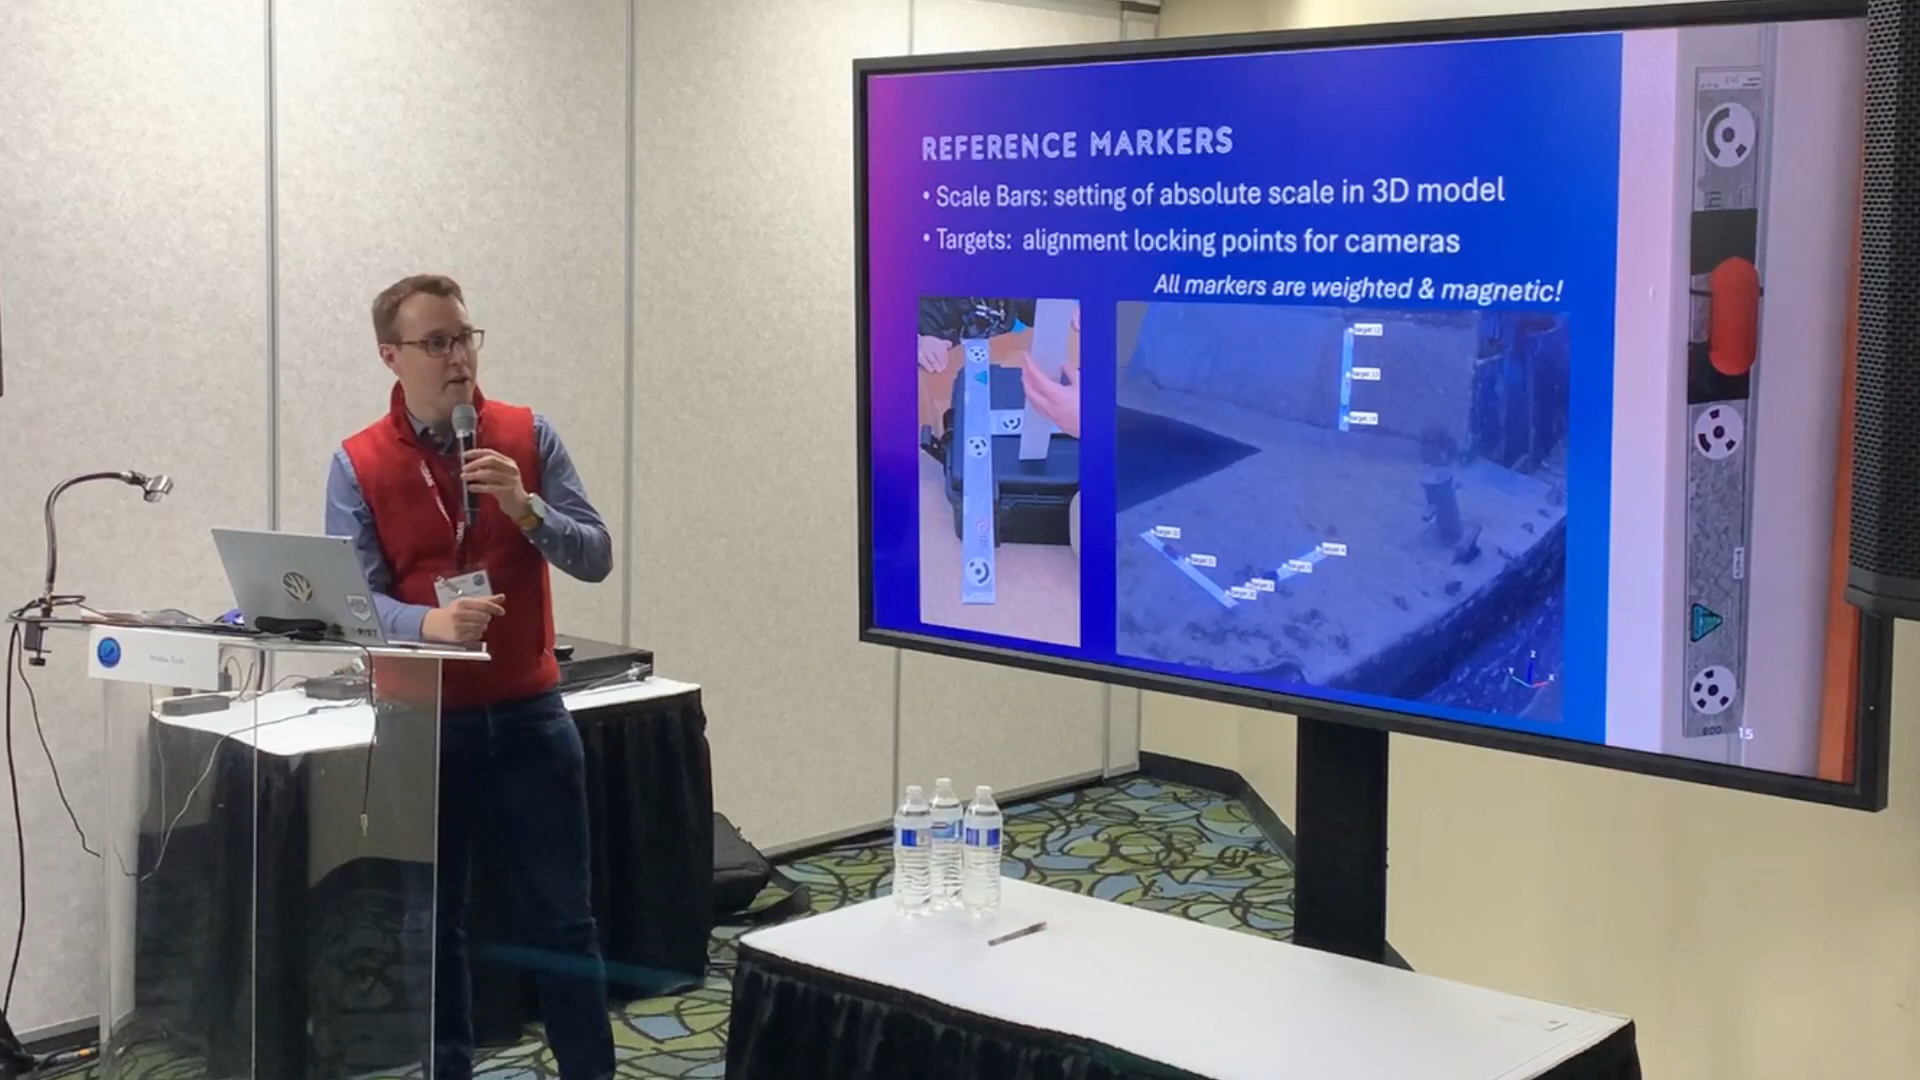 REFERENCE MARKERS
• Scale Bars: setting of absolute scale in 3D model
• Targets: alignment locking points for cameras
All markers are weighted & magnetic!
15